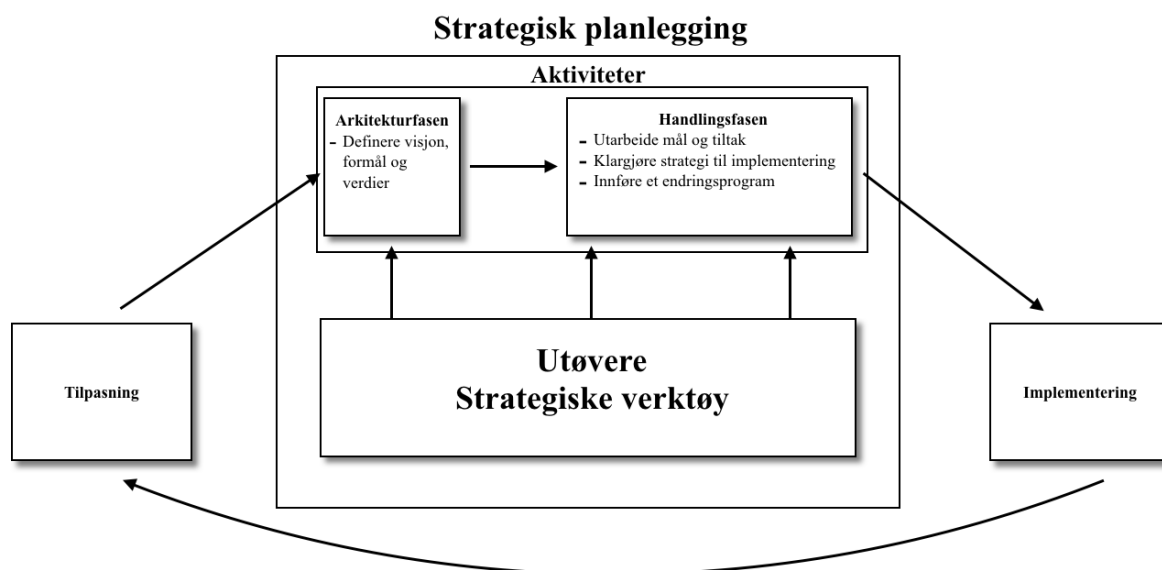 Strategisk planlegging
Aktiviteter
Arkitekturfasen
- Definere visjon,
formål og
verdier
Handlingsfasen
- Utarbeide mål og tiltak
- Klargjøre strategi til implementering
- Innføre et endringsprogram
Utøvere
Strategiske verktøy
Tilpasning
Implementering